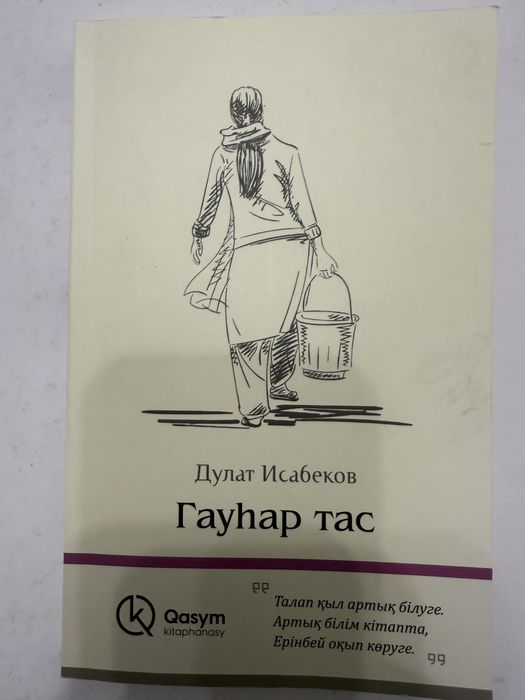 Дулат Исабеков
Гауһар тас
Qasym
kitaphanasy
Талап қыл артық білуге.
Артық білім кітапта,
Ерінбей оқып көруге.